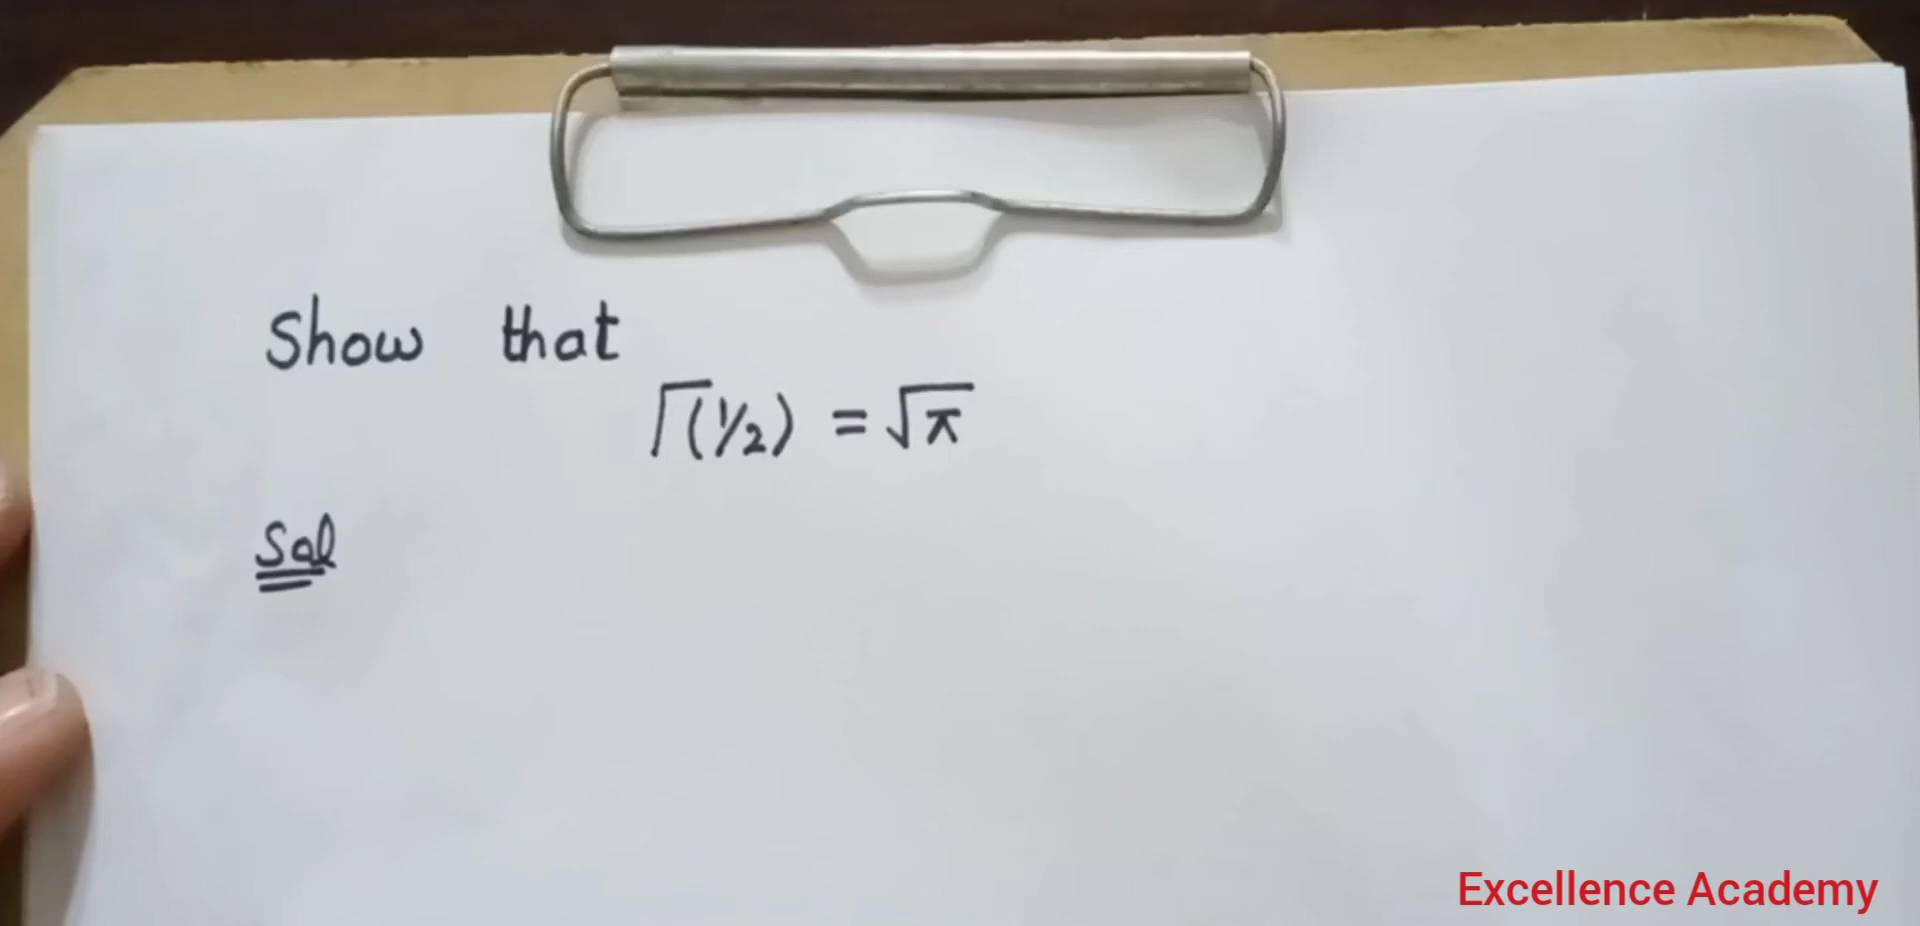 Show that
Γ(1/2) = √π
Sol
Excellence Academy